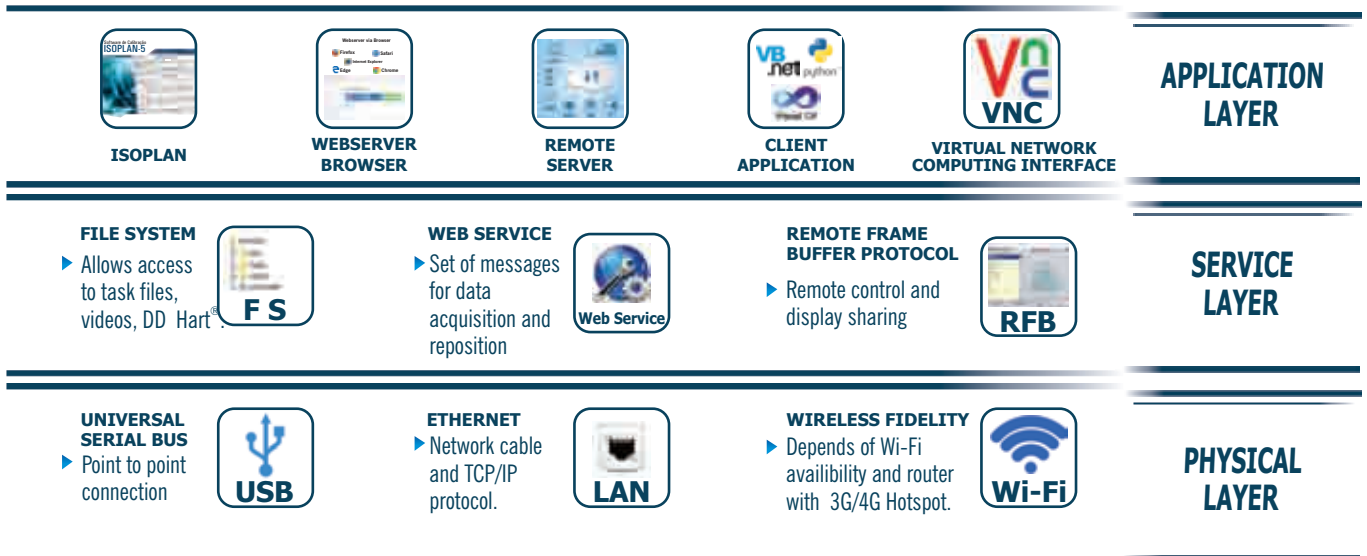 Software de Calibração
ISOPLAN-5
ISOPLAN
Webserver via Browser
Firefox
Safari
Internet Explorer
Edge
Chrome
WEBSERVER
BROWSER
REMOTE
SERVER
VB
.net
python
CLIENT
APPLICATION
VNC
VNC
VIRTUAL NETWORK
COMPUTING INTERFACE
APPLICATION
LAYER
FILE SYSTEM
Allows access
to task files,
videos, DD Hart®.
F S
WEB SERVICE
Set of messages
for data
acquisition and
reposition
Web Service
REMOTE FRAME
BUFFER PROTOCOL
Remote control and
display sharing
RFB
SERVICE
LAYER
UNIVERSAL
SERIAL BUS
Point to point
connection
USB
ETHERNET
Network cable
and TCP/IP
protocol.
LAN
WIRELESS FIDELITY
Depends of Wi-Fi
availibility and router
with 3G/4G Hotspot.
Wi-Fi
PHYSICAL
LAYER